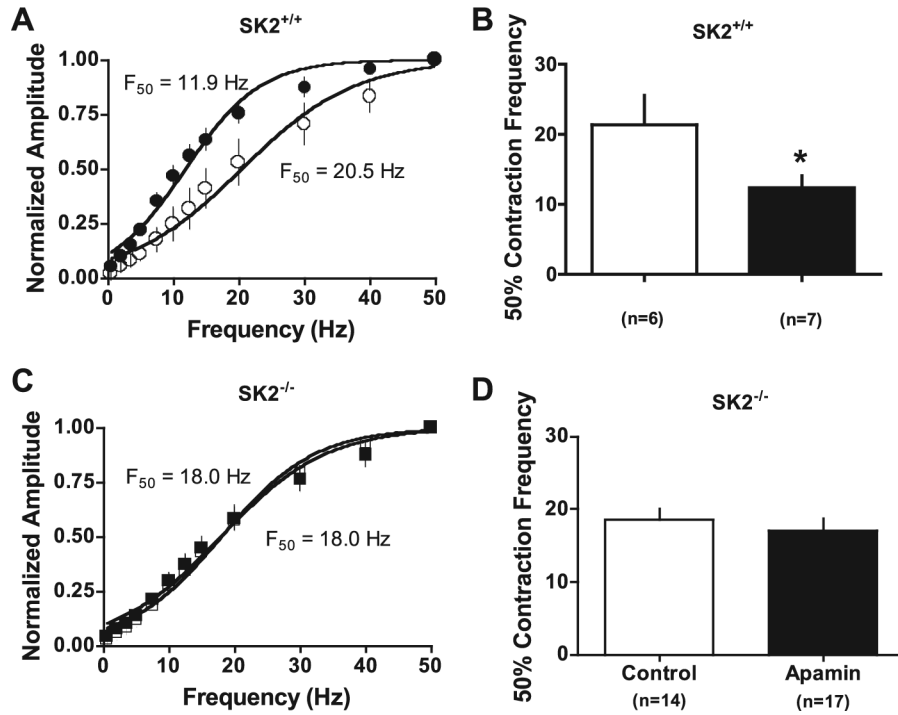 A
SK2+/+
Normalized Amplitude
1.00
0.75
0.50
0.25
0.00
F50 = 11.9 Hz
F50 = 20.5 Hz
0 10 20 30 40 50
Frequency (Hz)
B
SK2+/+
50% Contraction Frequency
30
20
10
0
*
(n=6) (n=7)
C
SK2-/-
Normalized Amplitude
1.00
0.75
0.50
0.25
0.00
F50 = 18.0 Hz
F50 = 18.0 Hz
0 10 20 30 40 50
Frequency (Hz)
D
SK2-/-
50% Contraction Frequency
30
20
10
0
Control Apamin
(n=14) (n=17)